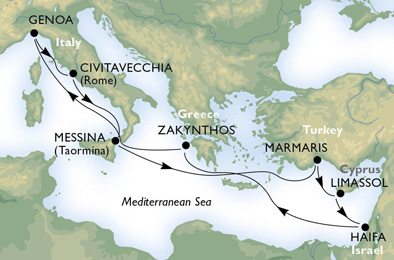 GENOA
Italy
CIVITAVECCHIA
(Rome)
Greece
ZAKYNTHOS
MESSINA
(Taormina)
Turkey
MARMARIS
Cyprus
LIMASSOL
Mediterranean Sea
HAIFA
Israel